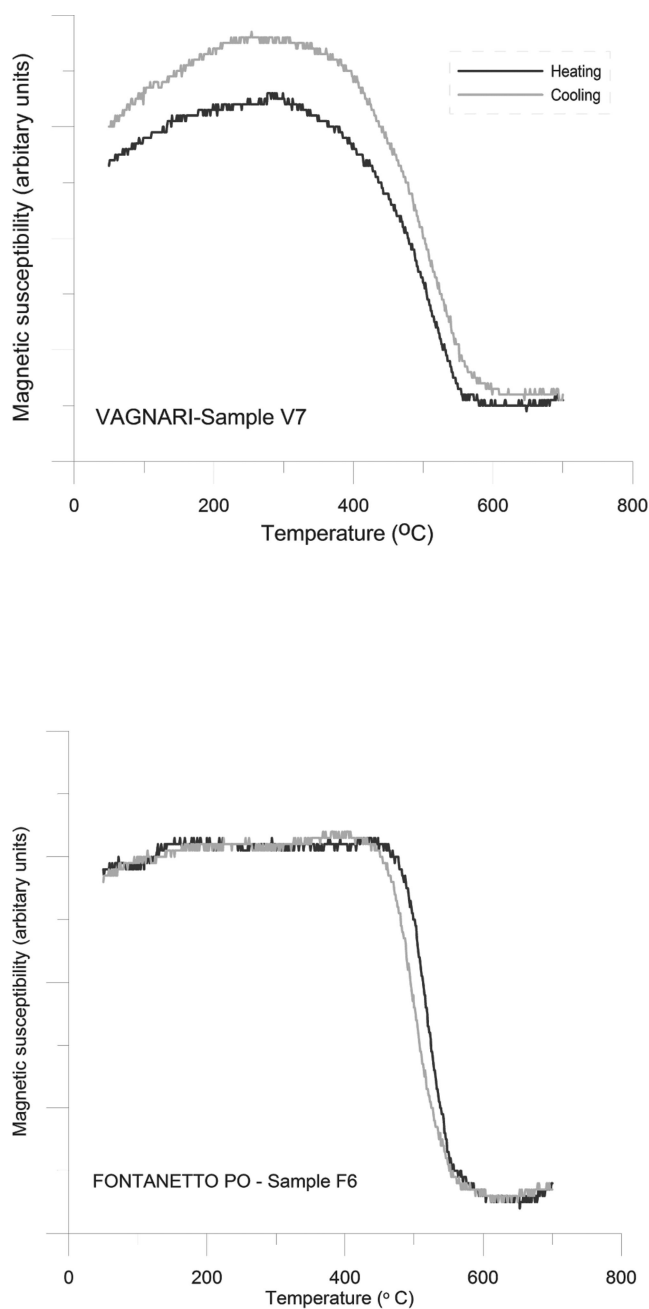 Magnetic susceptibility (arbitary units)
Heating
Cooling
VAGNARI-Sample V7
0 200 400 600 800
Temperature (ºC)
Magnetic susceptibility (arbitary units)
FONTANETTO PO - Sample F6
0 200 400 600 800
Temperature (º C)